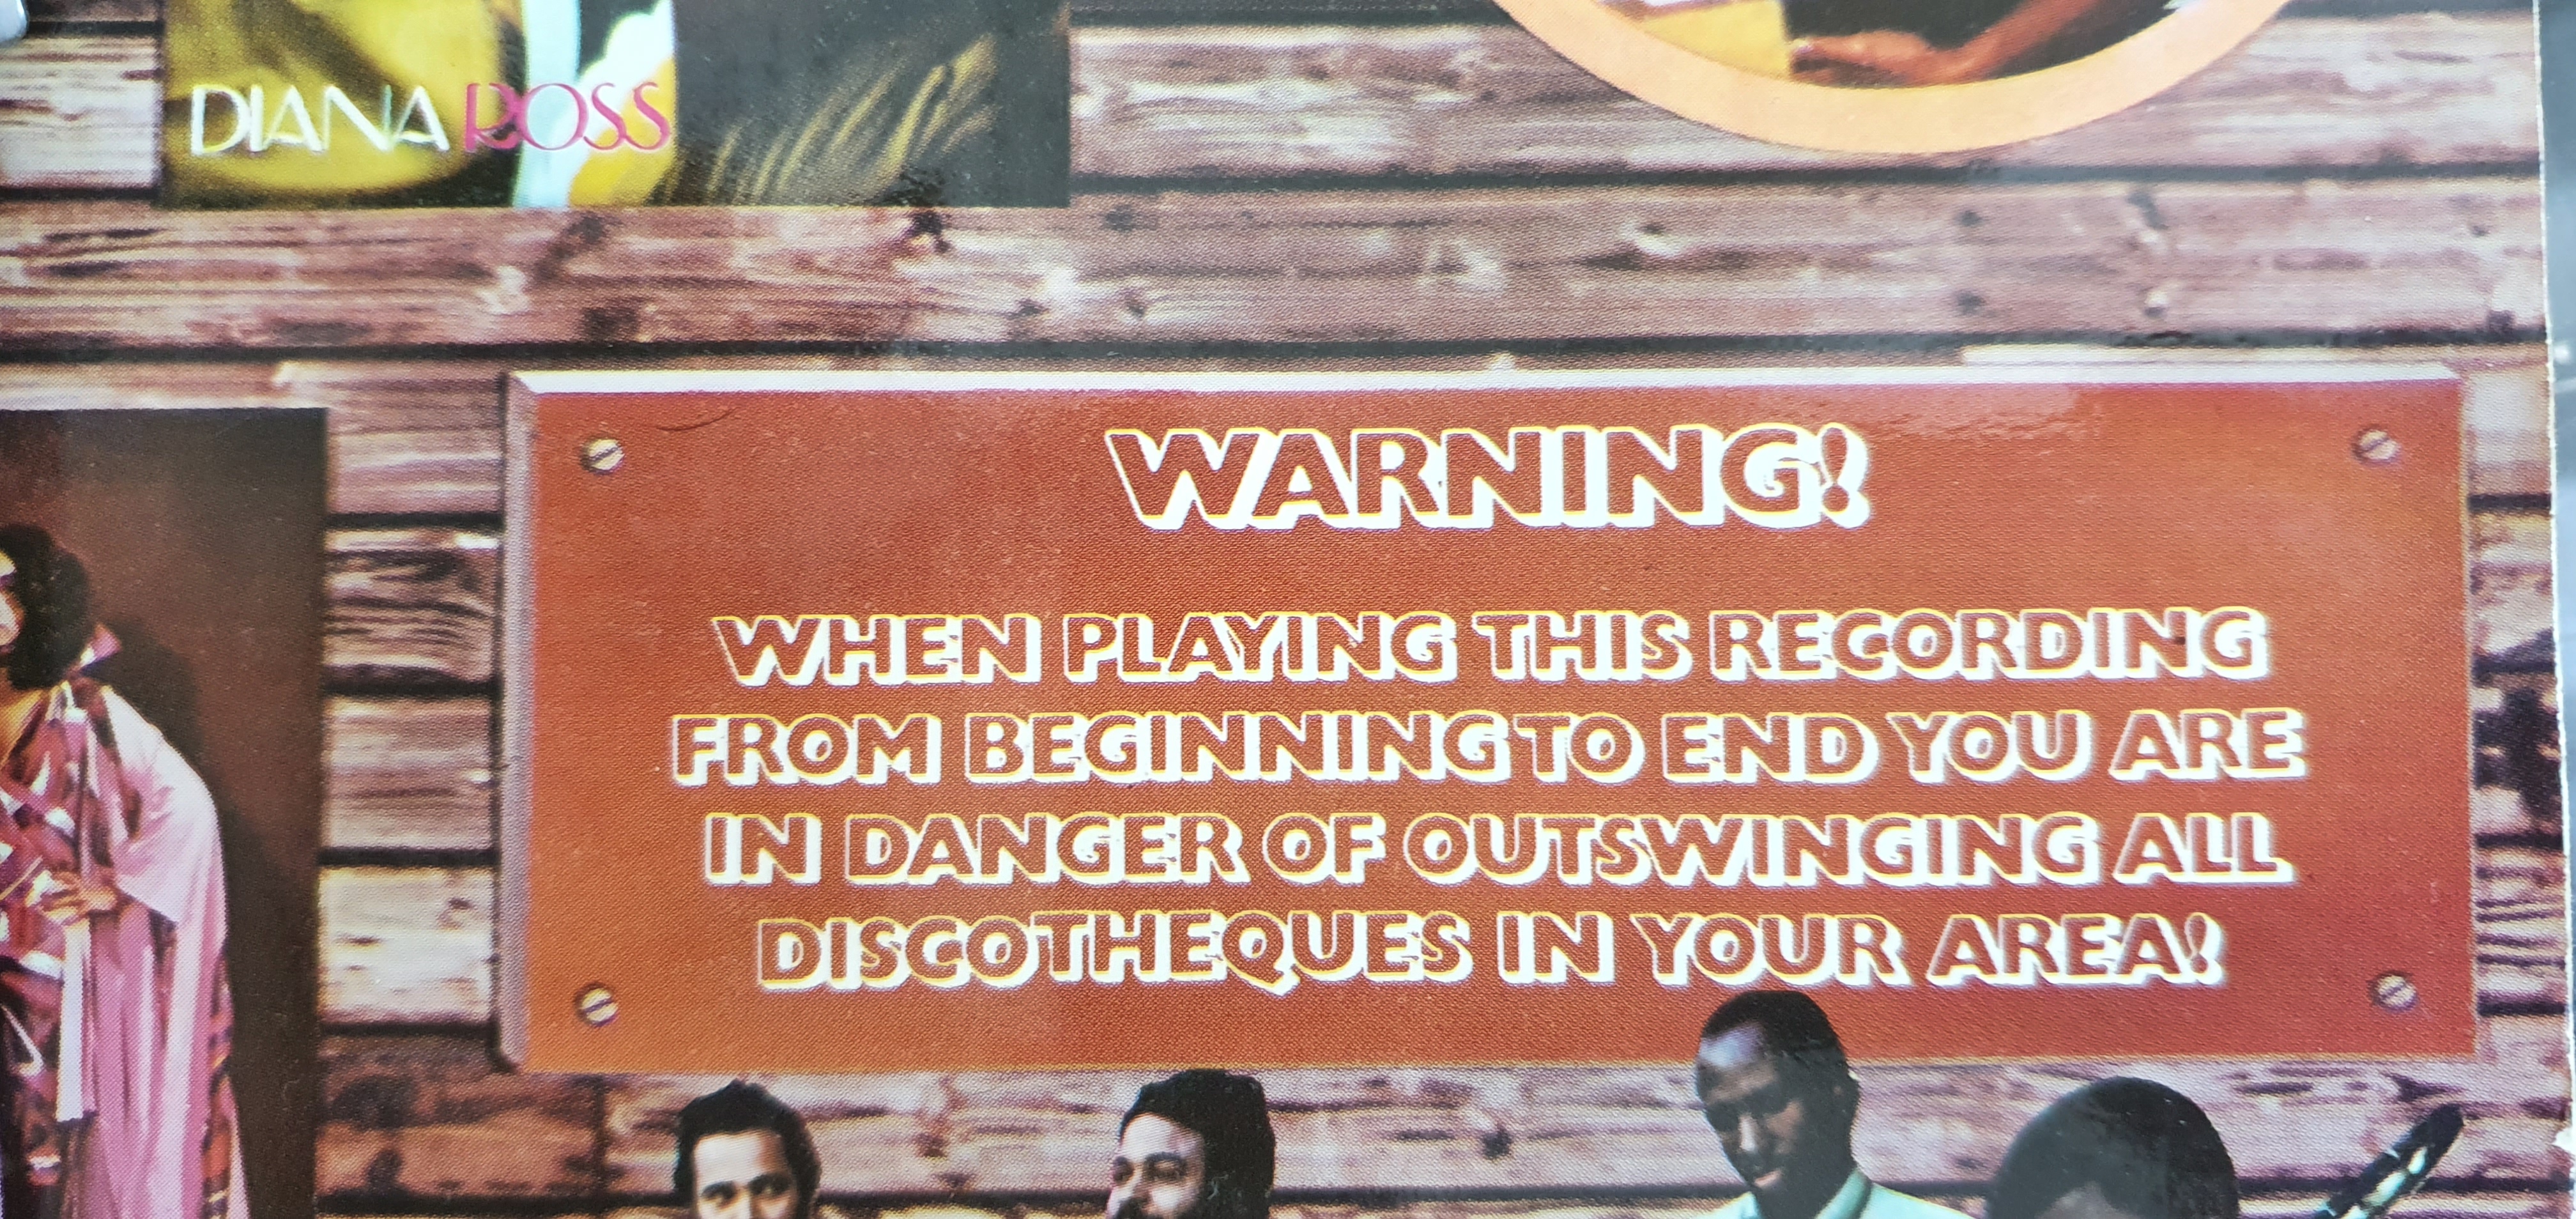 DIANA ROSS
WARNING!
WHEN PLAYING THIS RECORDING
FROM BEGINNING TO END YOU ARE
IN DANGER OF OUTSWINGING ALL
DISCOTHEQUES IN YOUR AREA!